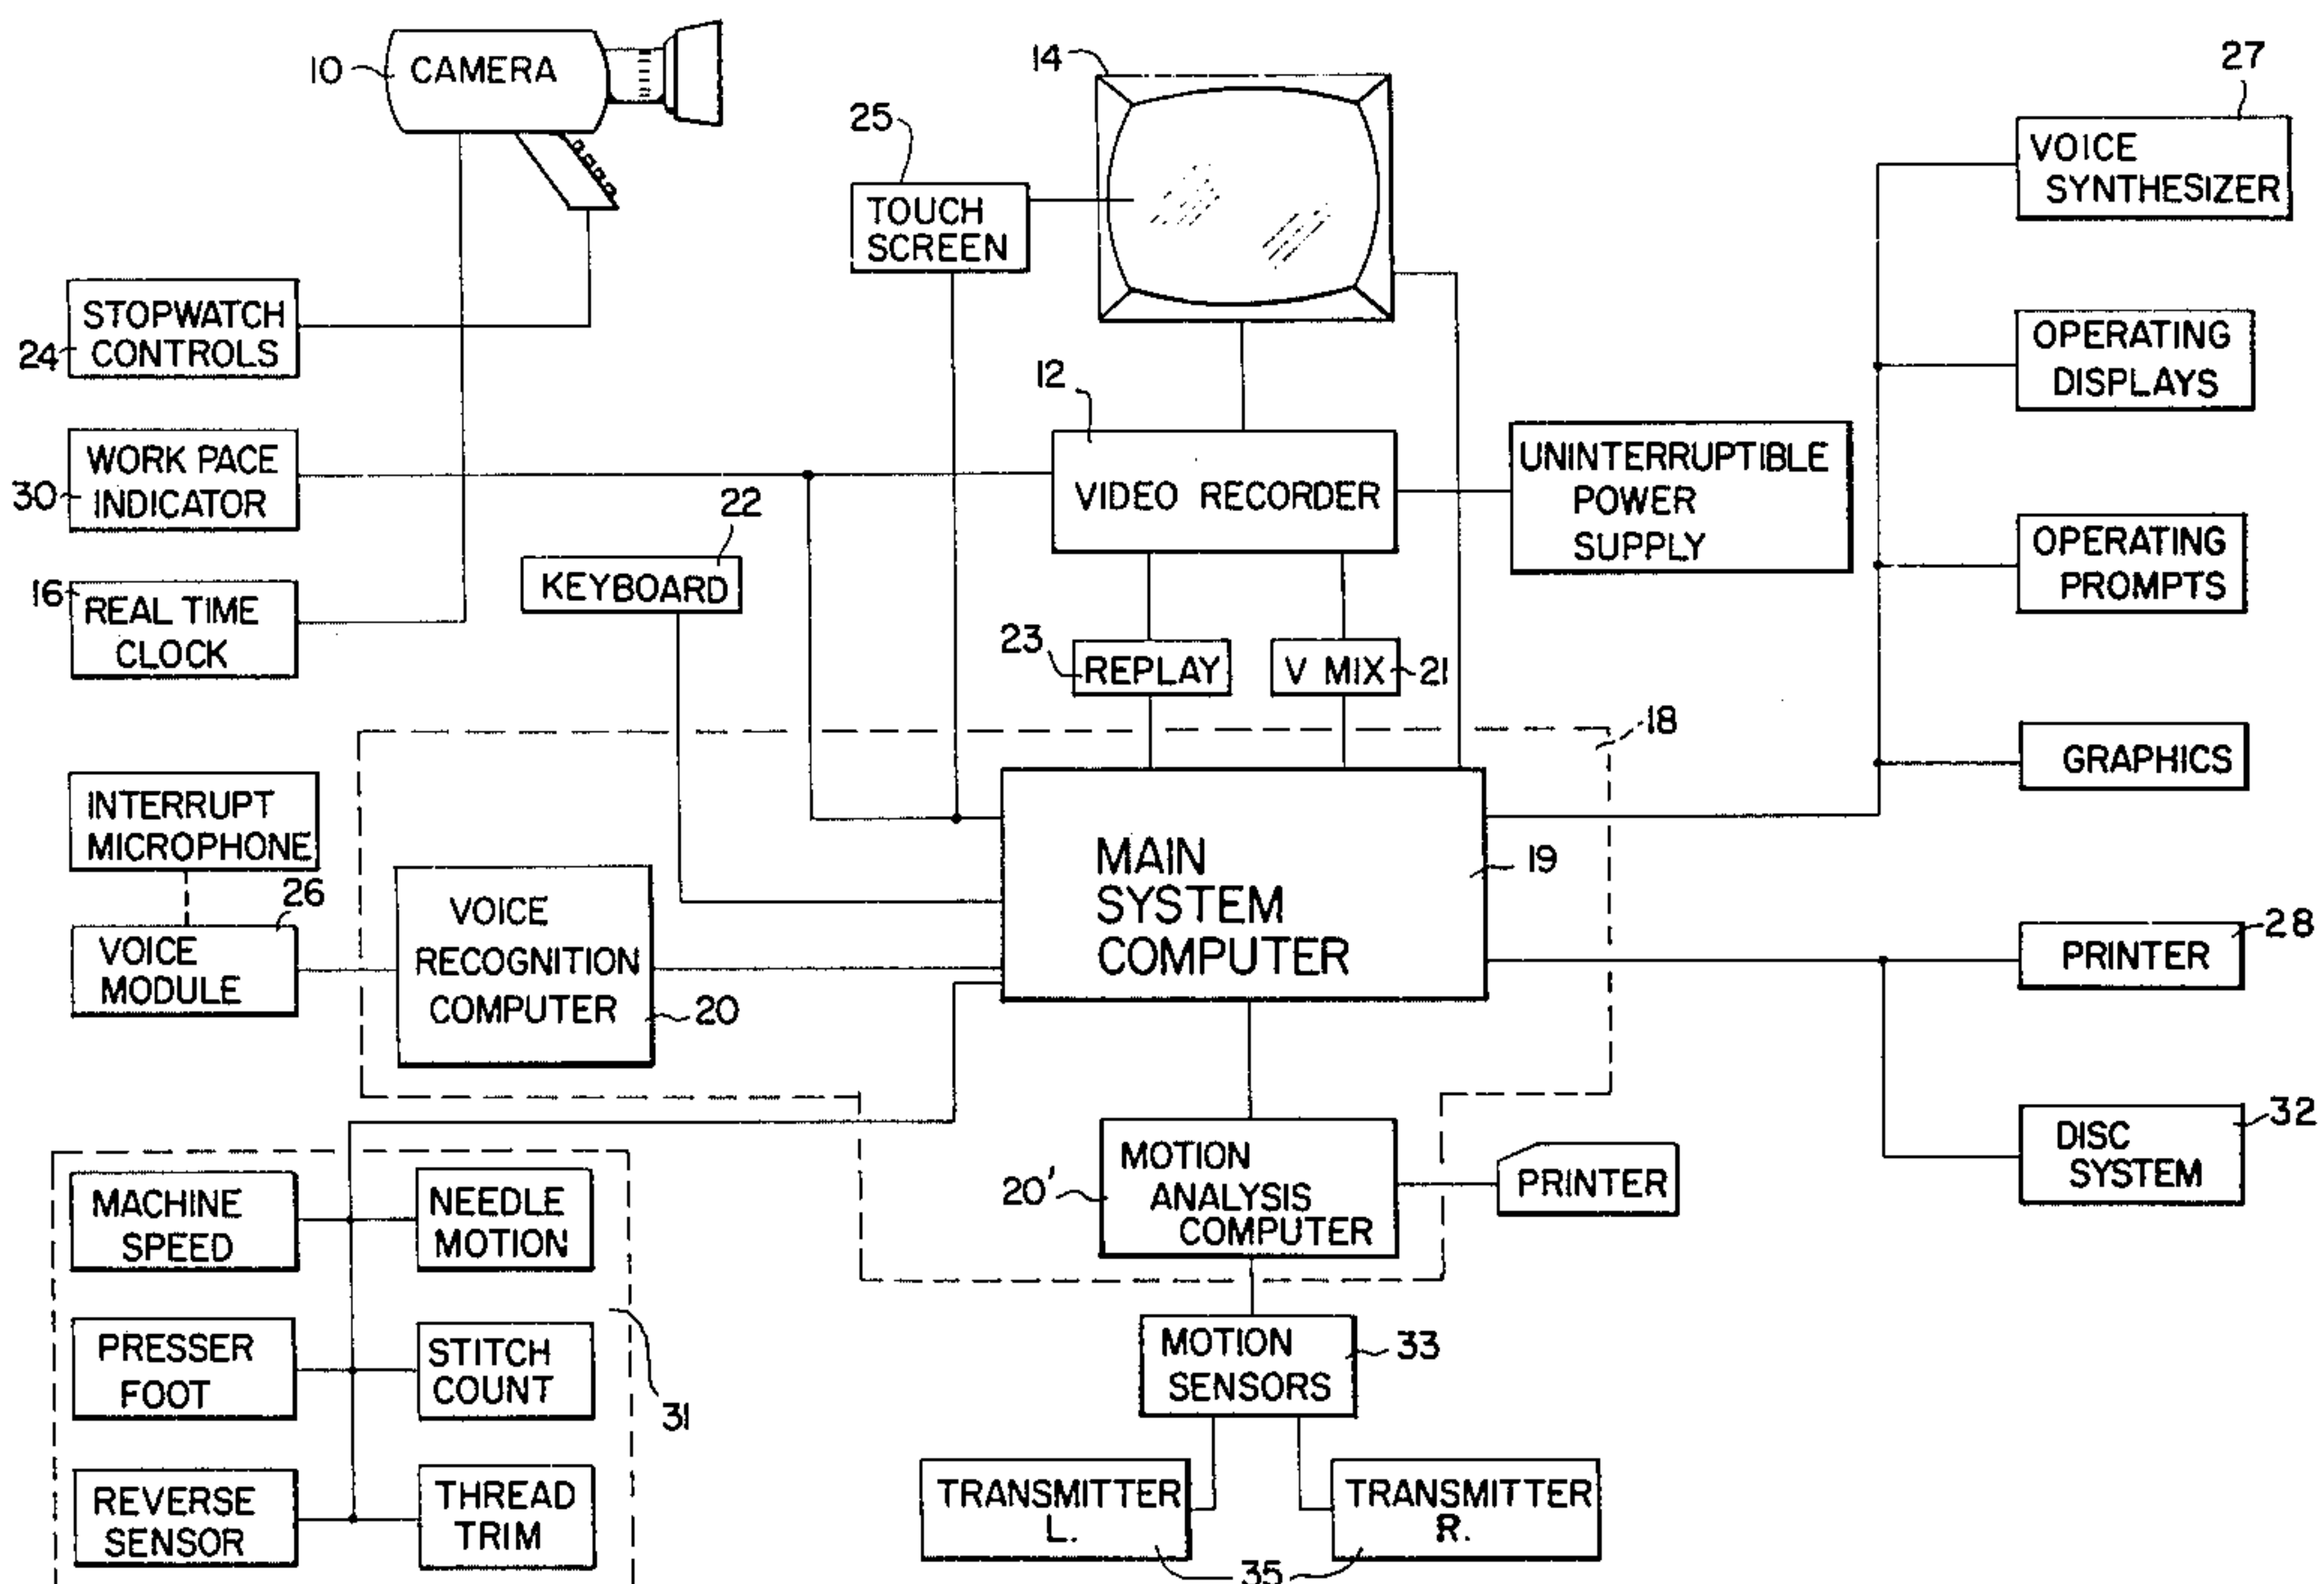 10
CAMERA
14
27
25
TOUCH
SCREEN
VOICE
SYNTHESIZER
STOPWATCH
CONTROLS
24
OPERATING
DISPLAYS
12
VIDEO RECORDER
UNINTERRUPTIBLE
POWER
SUPPLY
WORK PACE
INDICATOR
30
22
KEYBOARD
OPERATING
PROMPTS
16
REAL TIME
CLOCK
23
REPLAY
V MIX
21
18
GRAPHICS
INTERRUPT
MICROPHONE
26
VOICE
MODULE
VOICE
RECOGNITION
COMPUTER
20
MAIN
SYSTEM
COMPUTER
19
28
PRINTER
32
DISC
SYSTEM
MOTION
ANALYSIS
COMPUTER
20'
PRINTER
MACHINE
SPEED
NEEDLE
MOTION
PRESSER
FOOT
STITCH
COUNT
31
REVERSE
SENSOR
THREAD
TRIM
MOTION
SENSORS
33
TRANSMITTER
L.
TRANSMITTER
R.
35